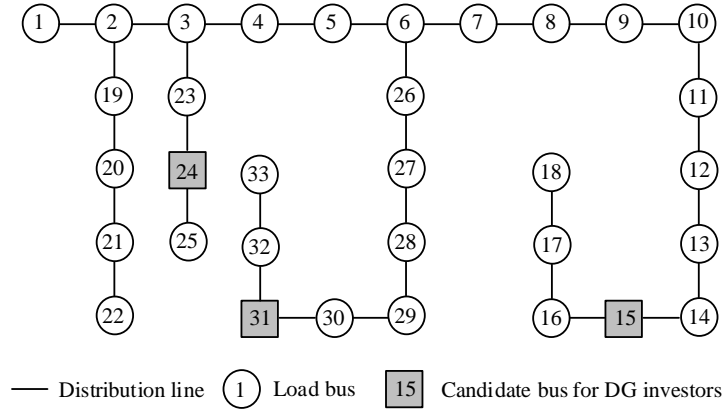 1 2 3 4 5 6 7 8 9 10
19 23 26 11
20 24 33 27 18 12
21 25 32 28 17 13
22 31 30 29 16 15 14
Distribution line 1 Load bus 15 Candidate bus for DG investors